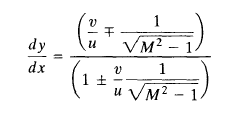 dy/dx = (v/u ∓ 1/√(M² − 1)) / (1 ± v/u 1/√(M² − 1))